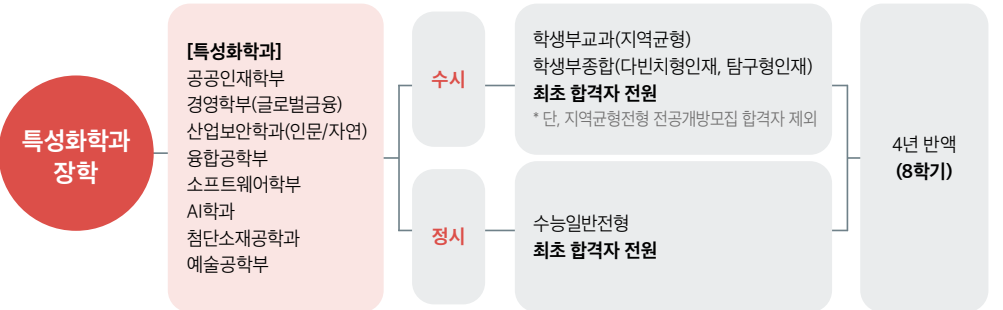 특성화학과
장학
[특성화학과]
공공인재학부
경영학부(글로벌금융)
산업보안학과(인문/자연)
융합공학부
소프트웨어학부
AI학과
첨단소재공학과
예술공학부
수시
학생부교과(지역균형)
학생부종합(다빈치형인재, 탐구형인재)
최초 합격자 전원
* 단, 지역균형전형 전공개방모집 합격자 제외
정시
수능일반전형
최초 합격자 전원
4년 반액
(8학기)